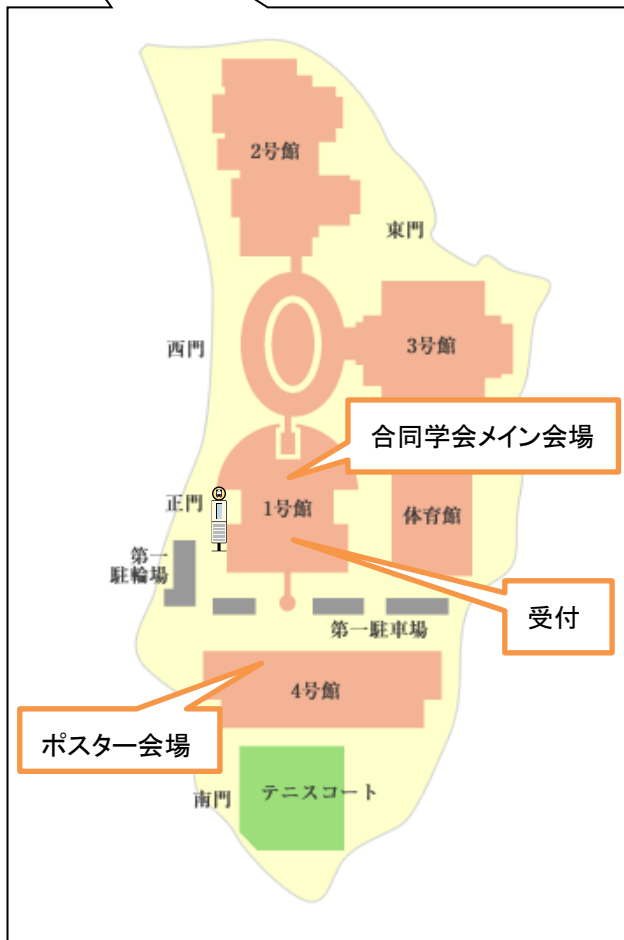 2号館
東門
西門
3号館
合同学会メイン会場
正門
1号館
体育館
第一
駐輪場
受付
第一駐車場
4号館
ポスター会場
テニスコート
南門